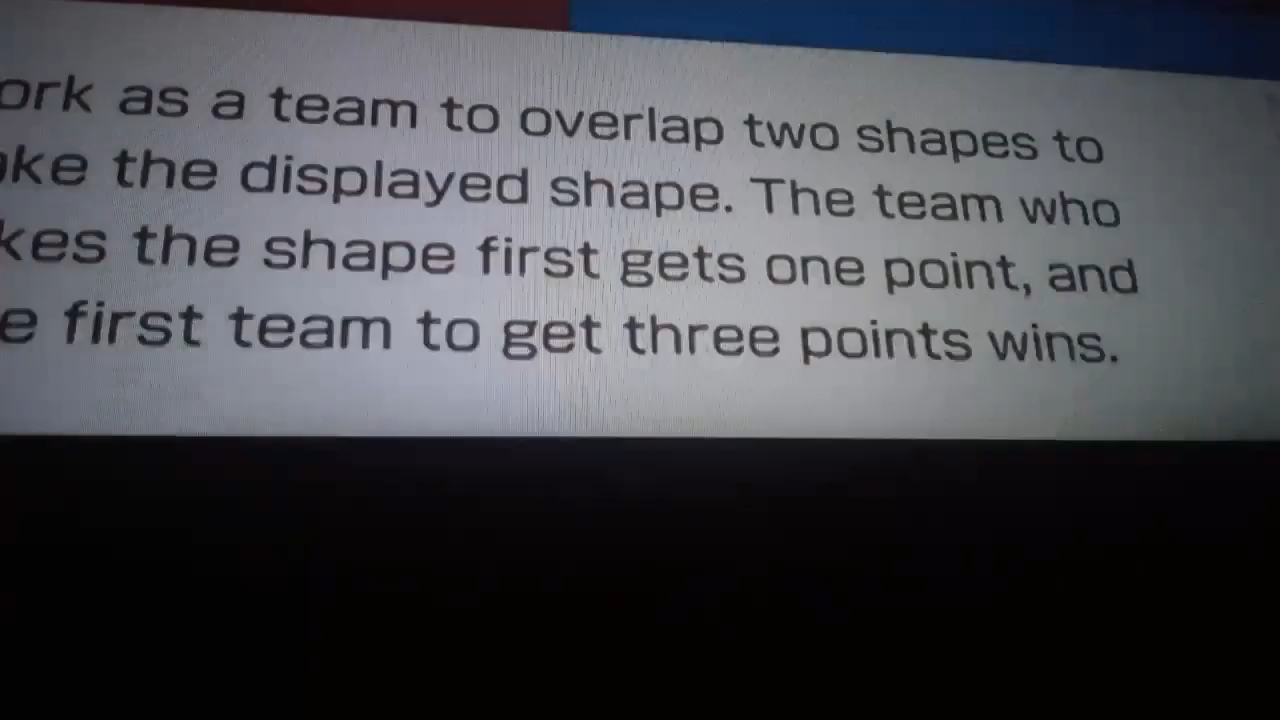 ork as a team to overlap two shapes to
ake the displayed shape. The team who
kes the shape first gets one point, and
e first team to get three points wins.